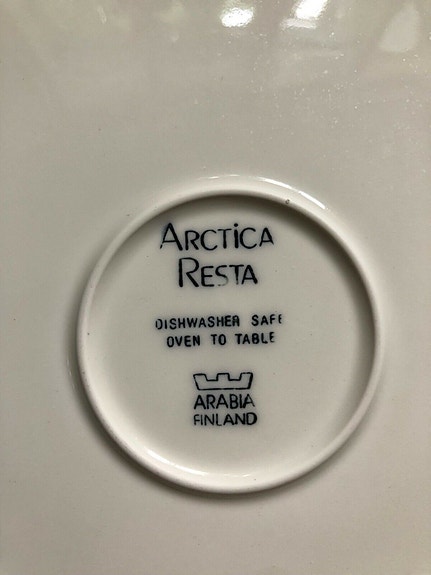 ARCTiCA
RESTA
DISHWASHER SAFE
OVEN TO TABLE
ARABIA
FINLAND